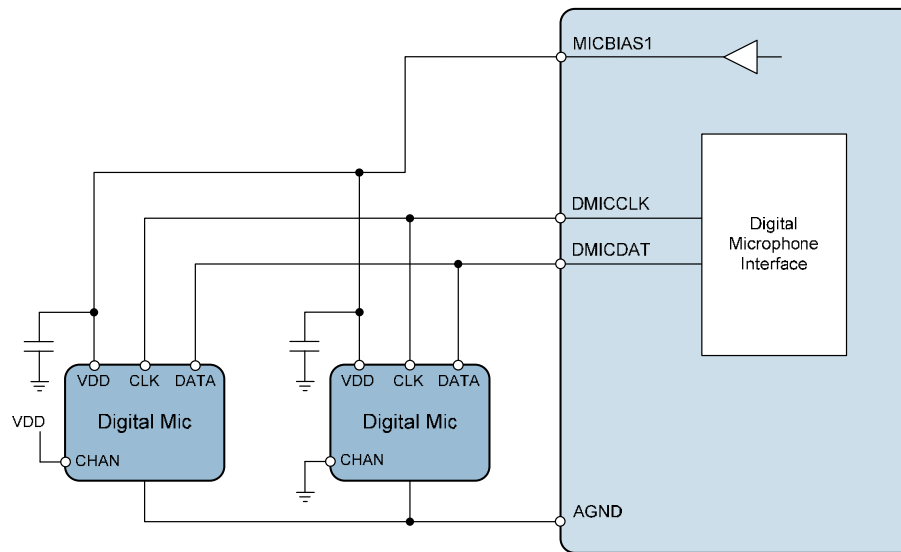 MICBIAS1
DMICCLK
DMICDAT
Digital
Microphone
Interface
VDD CLK DATA
Digital Mic
VDD
CHAN
VDD CLK DATA
Digital Mic
CHAN
AGND